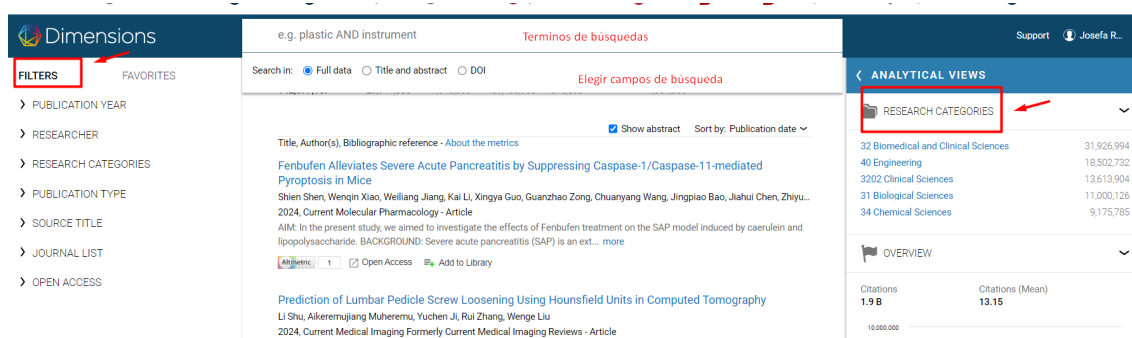 Dimensions
e.g. plastic AND instrument
Terminos de búsquedas
Support
Josefa R...
FILTERS
FAVORITES
Search in: Full data Title and abstract DOI
Elegir campos de búsqueda
ANALYTICAL VIEWS
PUBLICATION YEAR
RESEARCHER
RESEARCH CATEGORIES
PUBLICATION TYPE
SOURCE TITLE
JOURNAL LIST
OPEN ACCESS
Show abstract Sort by: Publication date
Title, Author(s), Bibliographic reference - About the metrics
Fenbufen Alleviates Severe Acute Pancreatitis by Suppressing Caspase-1/Caspase-11-mediated
Pyroptosis in Mice
Shien Shen, Wenqin Xiao, Weiliang Jiang, Kai Li, Xingya Guo, Guanzhao Zong, Chuanyang Wang, Jingpiao Bao, Jiahui Chen, Zhiyu...
2024, Current Molecular Pharmacology - Article
AIM: In the present study, we aimed to investigate the effects of Fenbufen treatment on the SAP model induced by caerulein and
lipopolysaccharide. BACKGROUND: Severe acute pancreatitis (SAP) is an ext... more
Altmetric 1 Open Access Add to Library
Prediction of Lumbar Pedicle Screw Loosening Using Hounsfield Units in Computed Tomography
Li Shu, Aikeremujiang Muheremu, Yuchen Ji, Rui Zhang, Wenge Liu
2024, Current Medical Imaging Formerly Current Medical Imaging Reviews - Article
RESEARCH CATEGORIES
32 Biomedical and Clinical Sciences 31,926,994
40 Engineering 18,502,732
3202 Clinical Sciences 13,613,904
31 Biological Sciences 11,000,126
34 Chemical Sciences 9,175,785
OVERVIEW
Citations Citations (Mean)
1.9 B 13.15
10,000,000